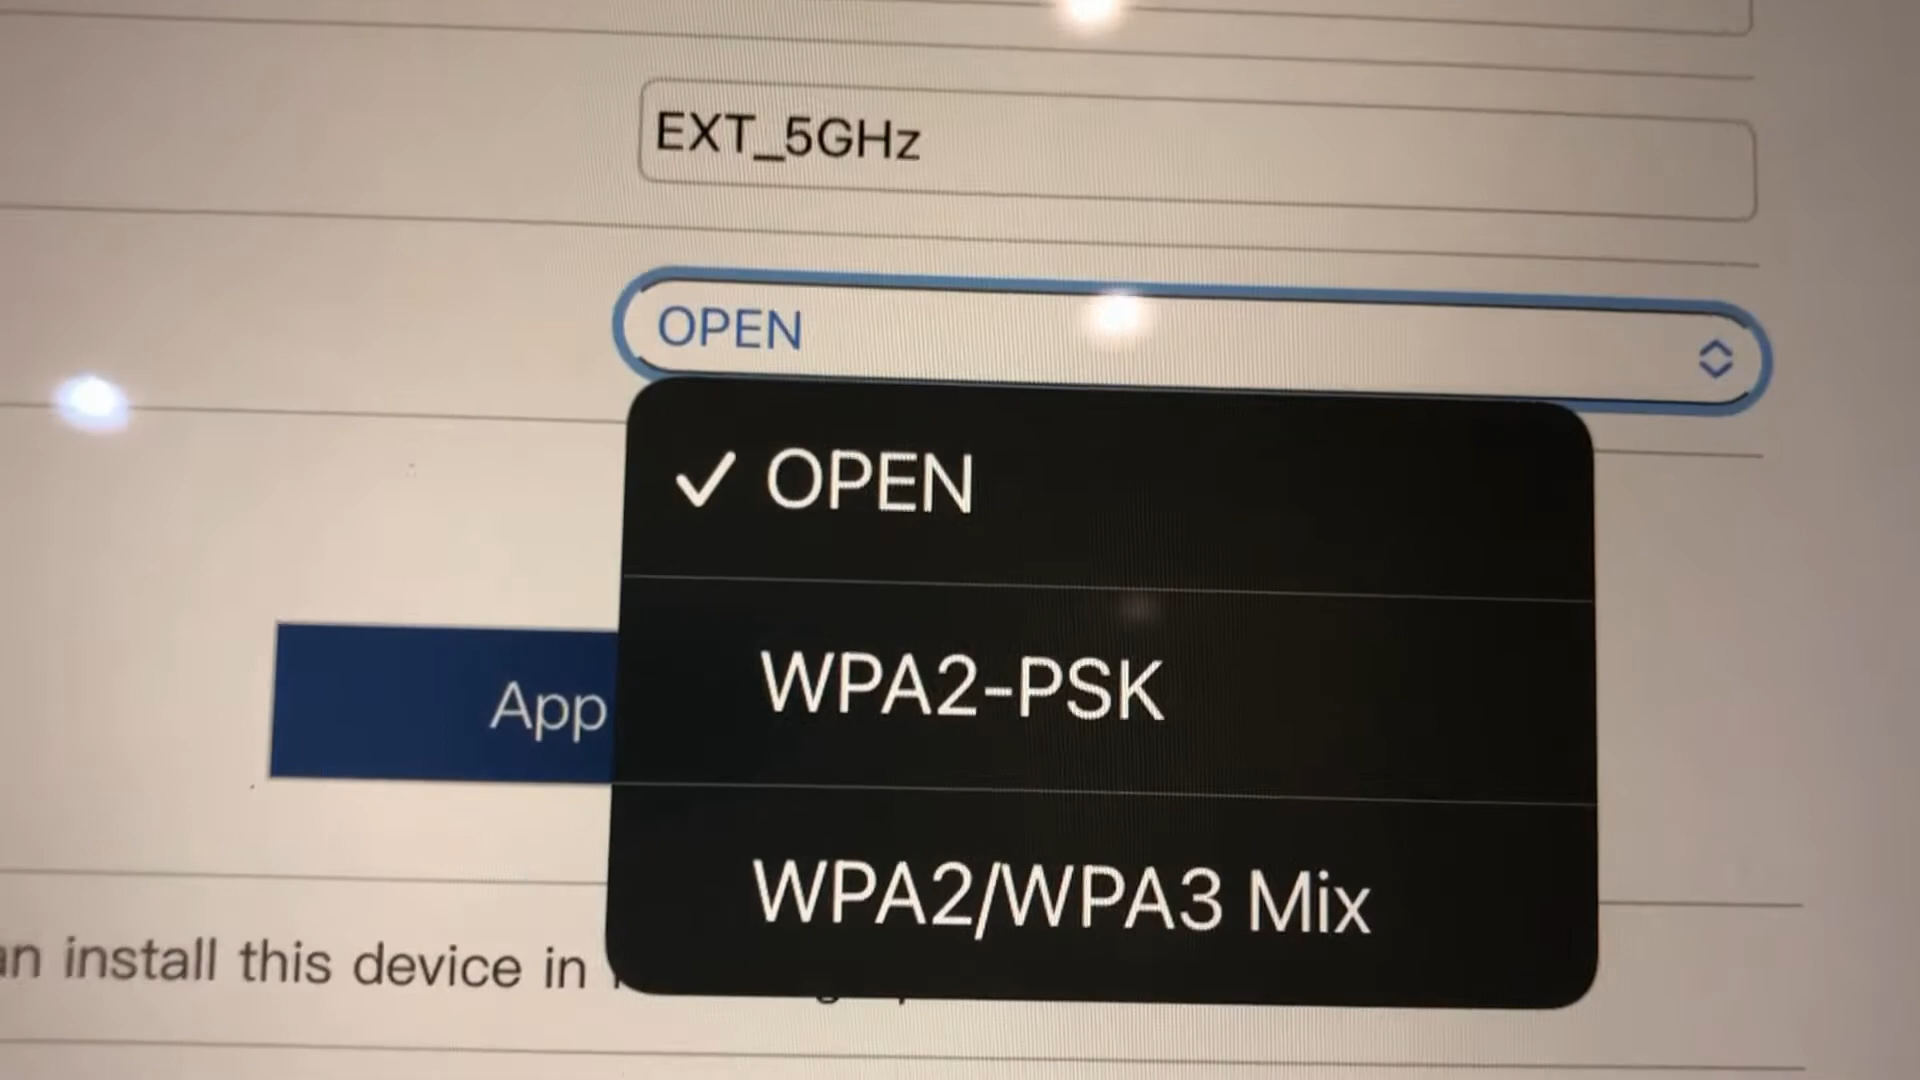 EXT_5GHz
OPEN
OPEN
WPA2-PSK
App
WPA2/WPA3 Mix
install this device in